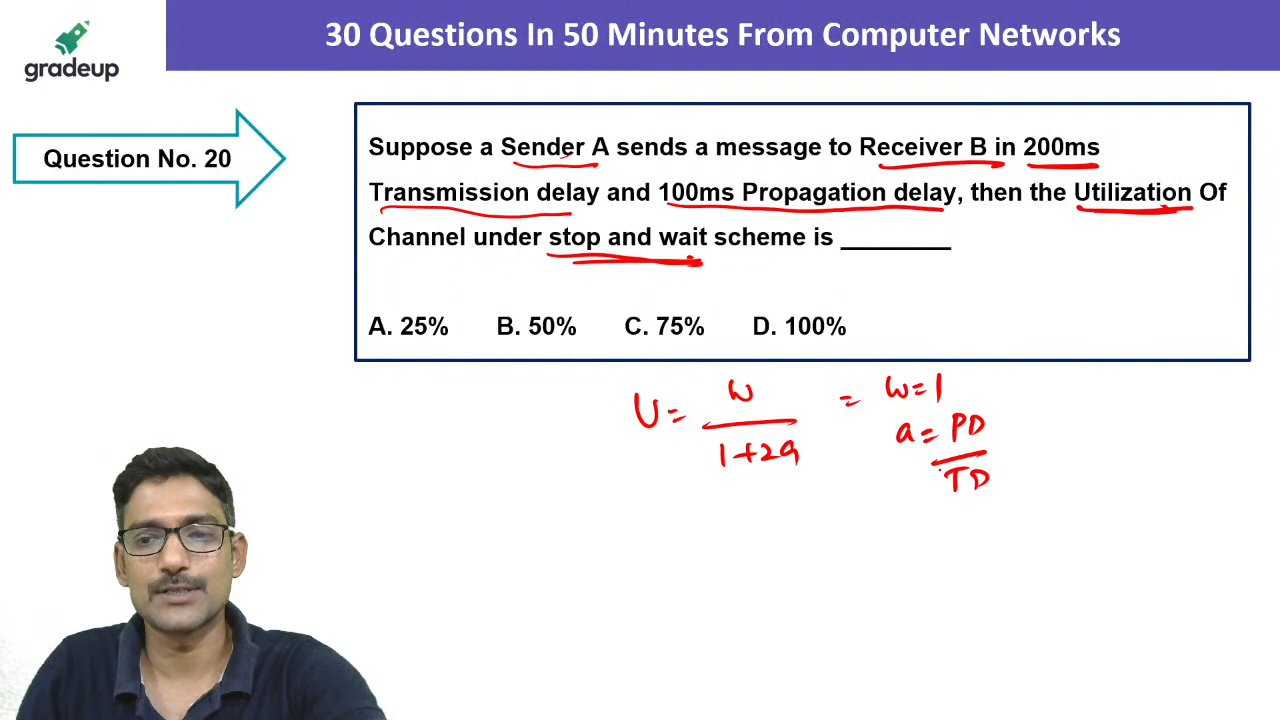 30 Questions In 50 Minutes From Computer Networks
gradeup
Question No. 20
Suppose a Sender A sends a message to Receiver B in 200ms
Transmission delay and 100ms Propagation delay, then the Utilization Of
Channel under stop and wait scheme is ________
A. 25% B. 50% C. 75% D. 100%
U = w / 1+2a = w=1
a = PD / TD